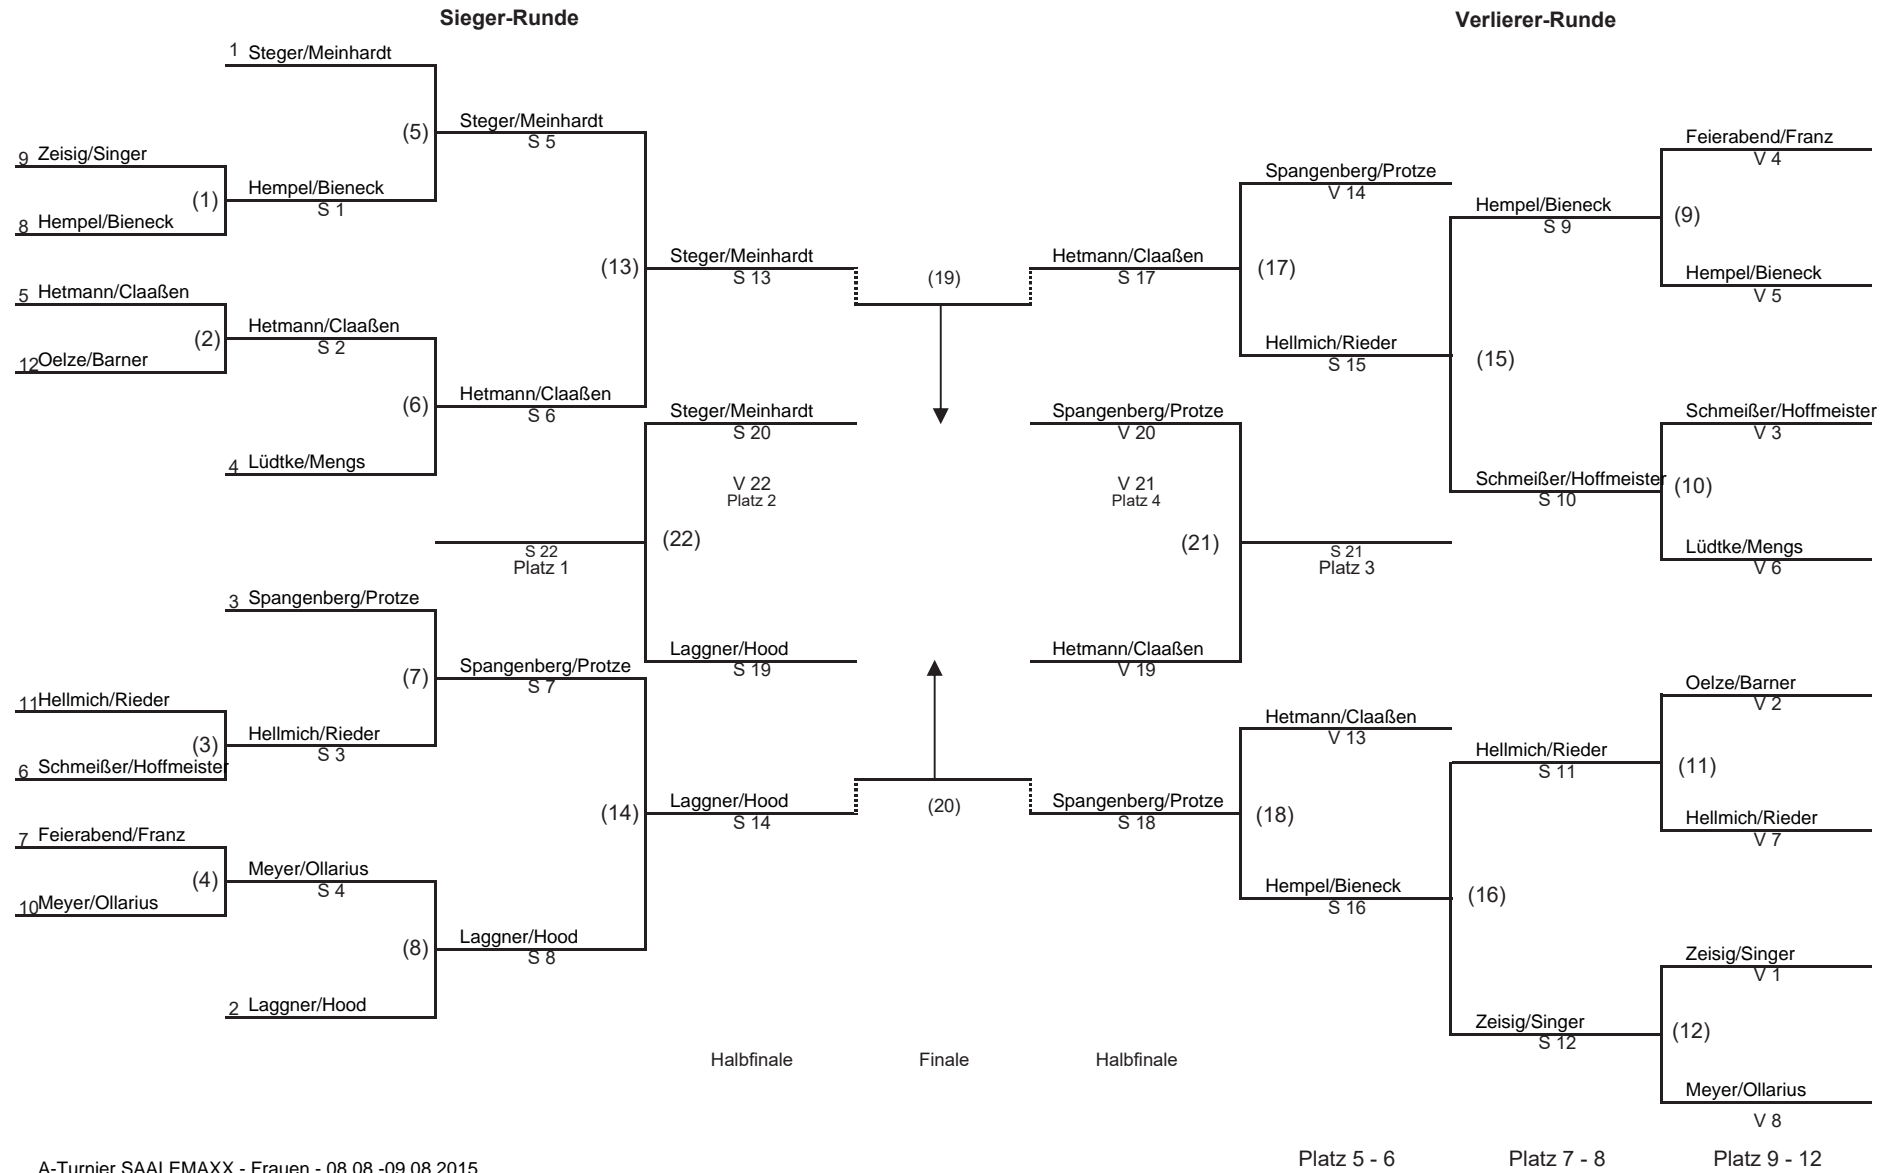 Sieger-Runde
Verlierer-Runde
1 Steger/Meinhardt
(5)
Steger/Meinhardt
S 5
9 Zeisig/Singer
(1)
Hempel/Bieneck
S 1
8 Hempel/Bieneck
(13)
Steger/Meinhardt
S 13
5 Hetmann/Claaßen
(2)
Hetmann/Claaßen
S 2
12 Oelze/Barner
(6)
Hetmann/Claaßen
S 6
4 Lüdtke/Mengs
Steger/Meinhardt
S 20
V 22
Platz 2
(22)
S 22
Platz 1
Laggner/Hood
S 19
3 Spangenberg/Protze
(7)
Spangenberg/Protze
S 7
11 Hellmich/Rieder
(3)
Hellmich/Rieder
S 3
6 Schmeißer/Hoffmeister
(14)
Laggner/Hood
S 14
7 Feierabend/Franz
(4)
Meyer/Ollarius
S 4
10 Meyer/Ollarius
(8)
Laggner/Hood
S 8
2 Laggner/Hood
(19)
(20)
Hetmann/Claaßen
S 17
(17)
Spangenberg/Protze
V 14
Hellmich/Rieder
S 15
Hempel/Bieneck
S 9
(9)
Feierabend/Franz
V 4
Hempel/Bieneck
V 5
(15)
Schmeißer/Hoffmeister
S 10
(10)
Schmeißer/Hoffmeister
V 3
Lüdtke/Mengs
V 6
Spangenberg/Protze
V 20
V 21
Platz 4
(21)
S 21
Platz 3
Hetmann/Claaßen
V 19
Hetmann/Claaßen
V 13
Spangenberg/Protze
S 18
(18)
Hempel/Bieneck
S 16
Hellmich/Rieder
S 11
(11)
Oelze/Barner
V 2
Hellmich/Rieder
V 7
(16)
Zeisig/Singer
S 12
(12)
Zeisig/Singer
V 1
Meyer/Ollarius
V 8
Halbfinale
Finale
Halbfinale
Platz 5 - 6
Platz 7 - 8
Platz 9 - 12
A-Turnier SAALEMAXX - Frauen - 08.08.-09.08.2015